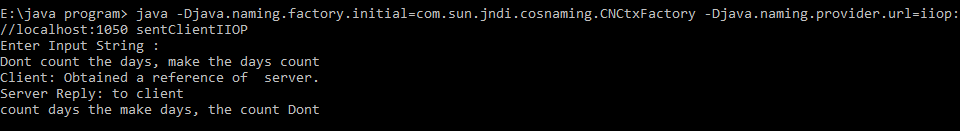 E:\java program> java -Djava.naming.factory.initial=com.sun.jndi.cosnaming.CNCtxFactory -Djava.naming.provider.url=iiop:
//localhost:1050 sentClientIIOP
Enter Input String :
Dont count the days, make the days count
Client: Obtained a reference of  server.
Server Reply: to client
count days the make days, the count Dont